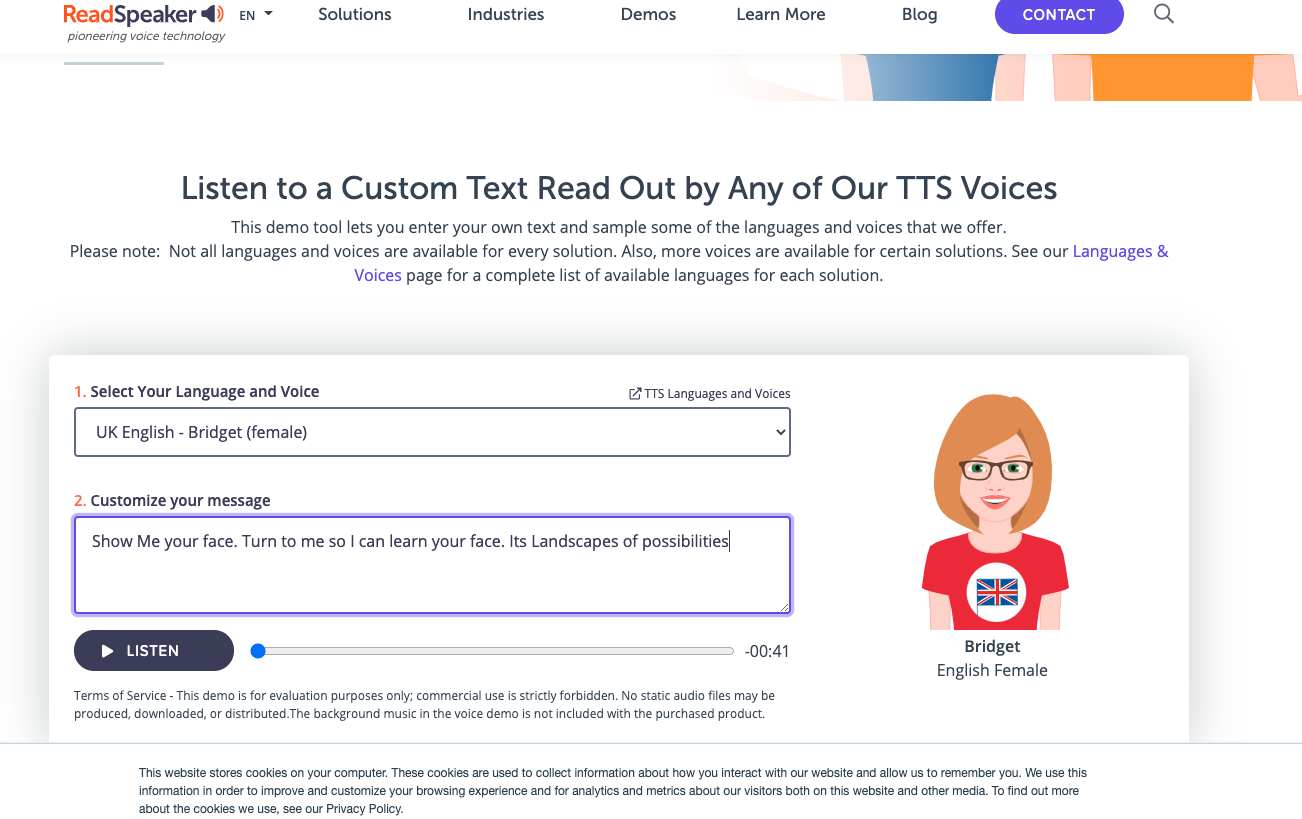 ReadSpeaker
pioneering voice technology
EN
Solutions
Industries
Demos
Learn More
Blog
CONTACT
Listen to a Custom Text Read Out by Any of Our TTS Voices
This demo tool lets you enter your own text and sample some of the languages and voices that we offer.
Please note:  Not all languages and voices are available for every solution. Also, more voices are available for certain solutions. See our Languages &
Voices page for a complete list of available languages for each solution.
1. Select Your Language and Voice
TTS Languages and Voices
UK English - Bridget (female)
2. Customize your message
Show Me your face. Turn to me so I can learn your face. Its Landscapes of possibilities
LISTEN
-00:41
Bridget
English Female
Terms of Service - This demo is for evaluation purposes only; commercial use is strictly forbidden. No static audio files may be
produced, downloaded, or distributed.The background music in the voice demo is not included with the purchased product.
This website stores cookies on your computer. These cookies are used to collect information about how you interact with our website and allow us to remember you. We use this
information in order to improve and customize your browsing experience and for analytics and metrics about our visitors both on this website and other media. To find out more
about the cookies we use, see our Privacy Policy.